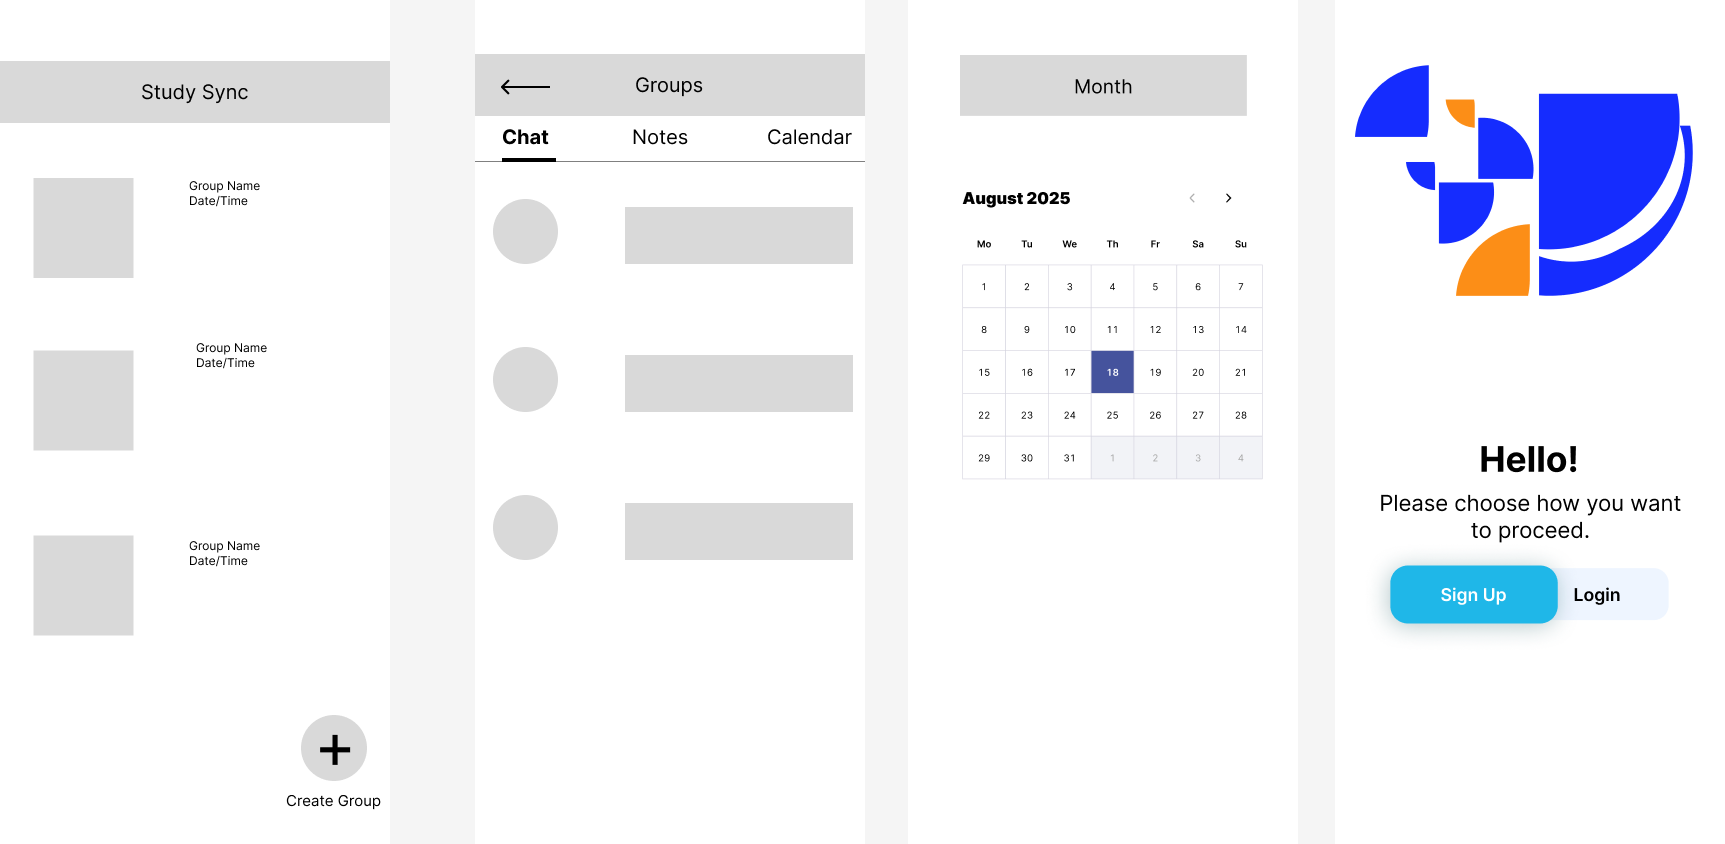 Study Sync
Group Name
Date/Time
Group Name
Date/Time
Group Name
Date/Time
Create Group
Groups
Chat Notes Calendar
Month
August 2025
Mo Tu We Th Fr Sa Su
1 2 3 4 5 6 7
8 9 10 11 12 13 14
15 16 17 18 19 20 21
22 23 24 25 26 27 28
29 30 31 1 2 3 4
Hello!
Please choose how you want
to proceed.
Sign Up Login